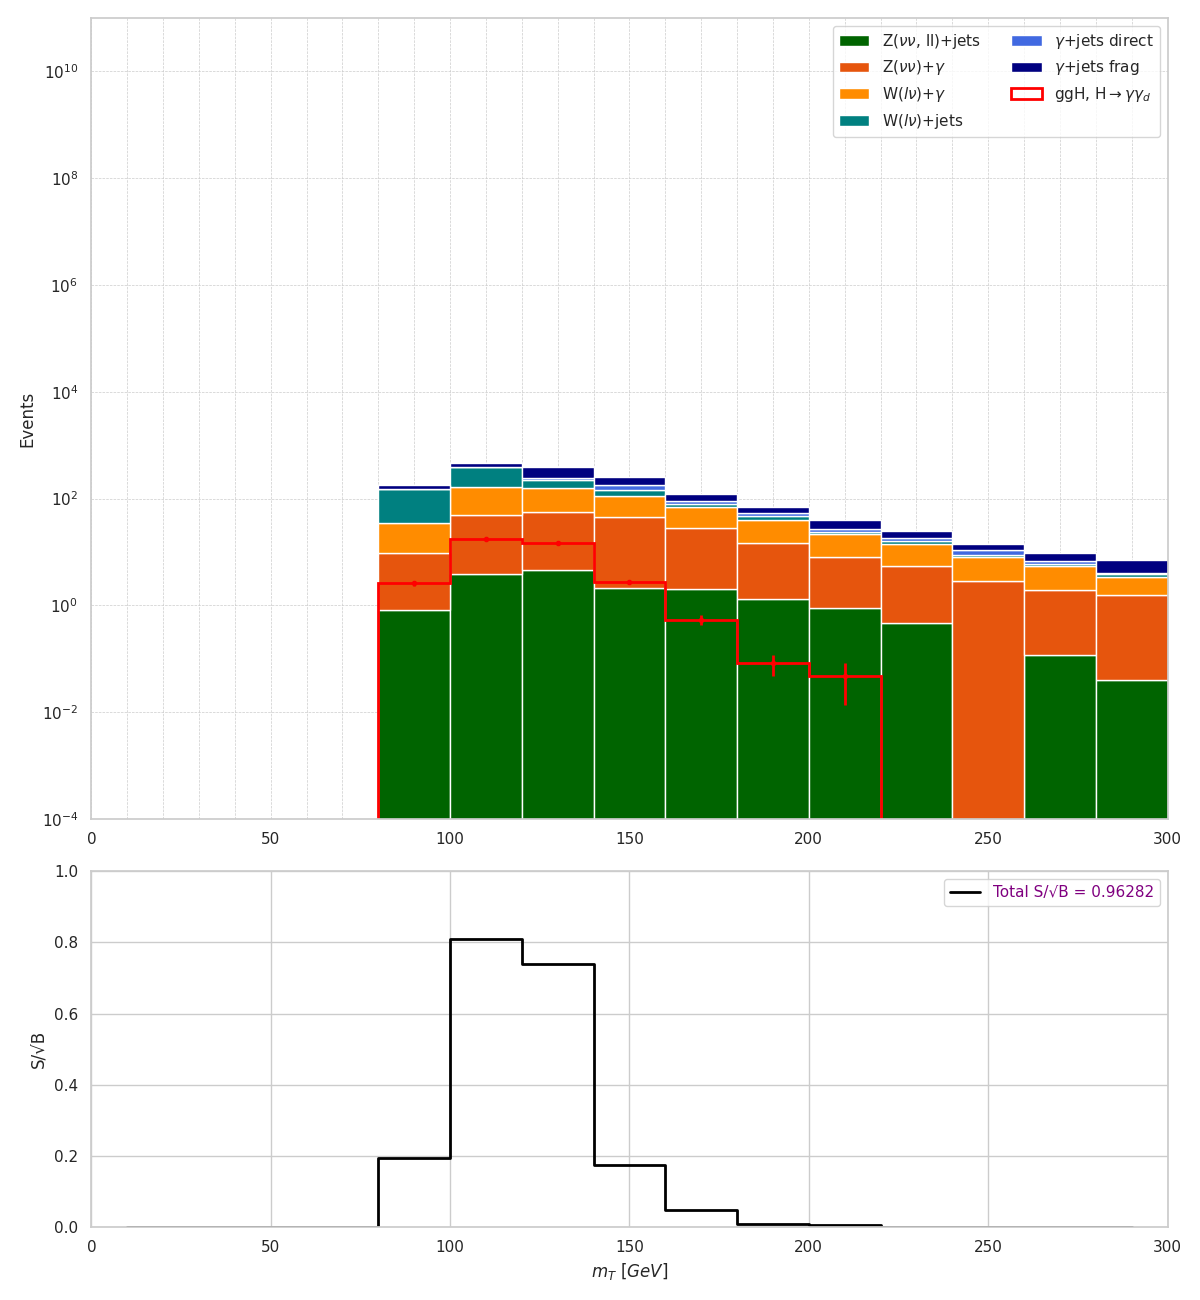 Z(νν, ll)+jets
Z(νν)+γ
W(lν)+γ
W(lν)+jets
γ+jets direct
γ+jets frag
ggH, H→γγ_d
Events
10^10
10^8
10^6
10^4
10^2
10^0
10^−2
10^−4
0 50 100 150 200 250 300
Total S/√B = 0.96282
S/√B
1.0
0.8
0.6
0.4
0.2
0.0
0 50 100 150 200 250 300
m_T [GeV]